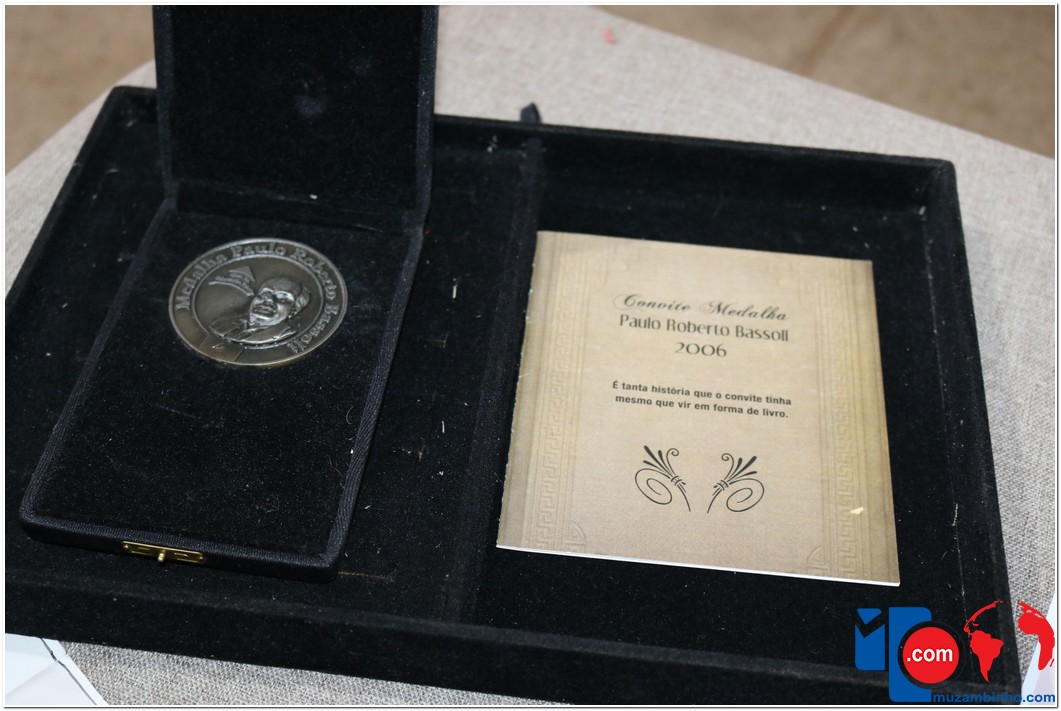 Medalha Paulo Roberto Bassoli
Convite Medalha
Paulo Roberto Bassoli
2006
É tanta história que o convite tinha
mesmo que vir em forma de livro.
.com
muzambinho.com